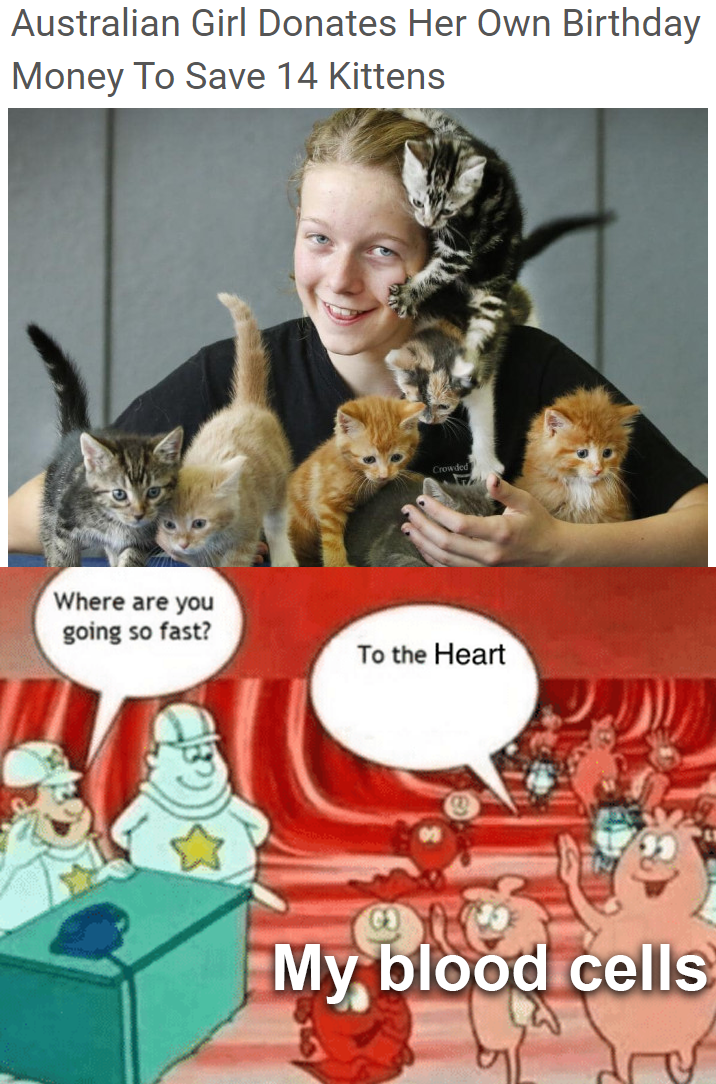 Australian Girl Donates Her Own Birthday
Money To Save 14 Kittens
Crowded
Where are you
going so fast?
To the Heart
My blood cells